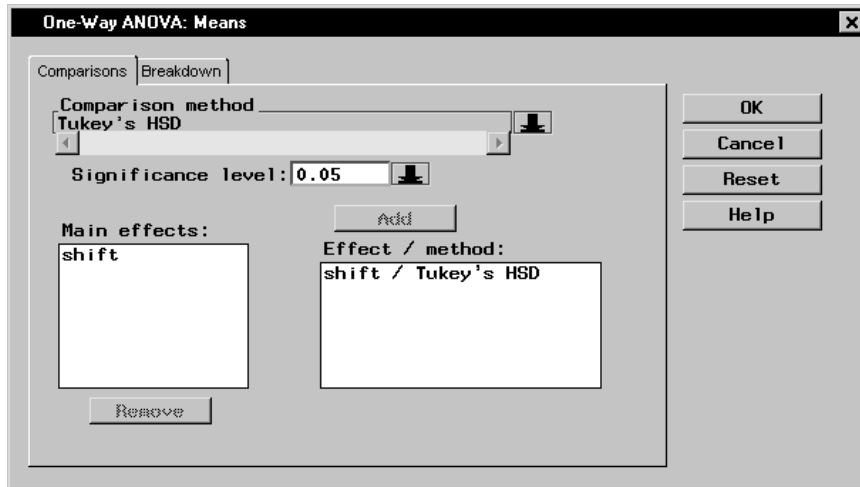 One-Way ANOVA: Means
Comparisons Breakdown
Comparison method
Tukey's HSD
Significance level: 0.05
Add
Main effects:
shift
Effect / method:
shift / Tukey's HSD
Remove
OK
Cancel
Reset
Help